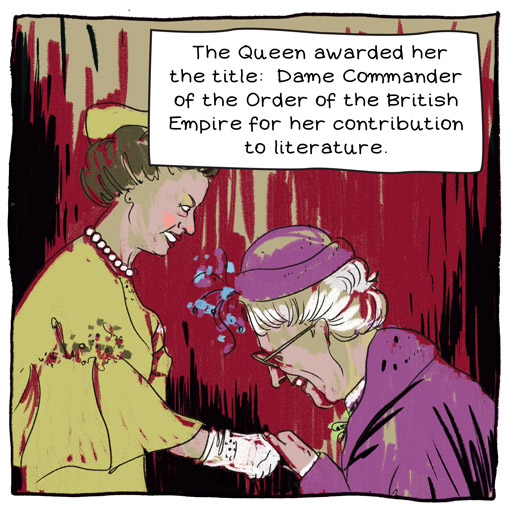 The Queen awarded her
the title: Dame Commander
of the Order of the British
Empire for her contribution
to literature.